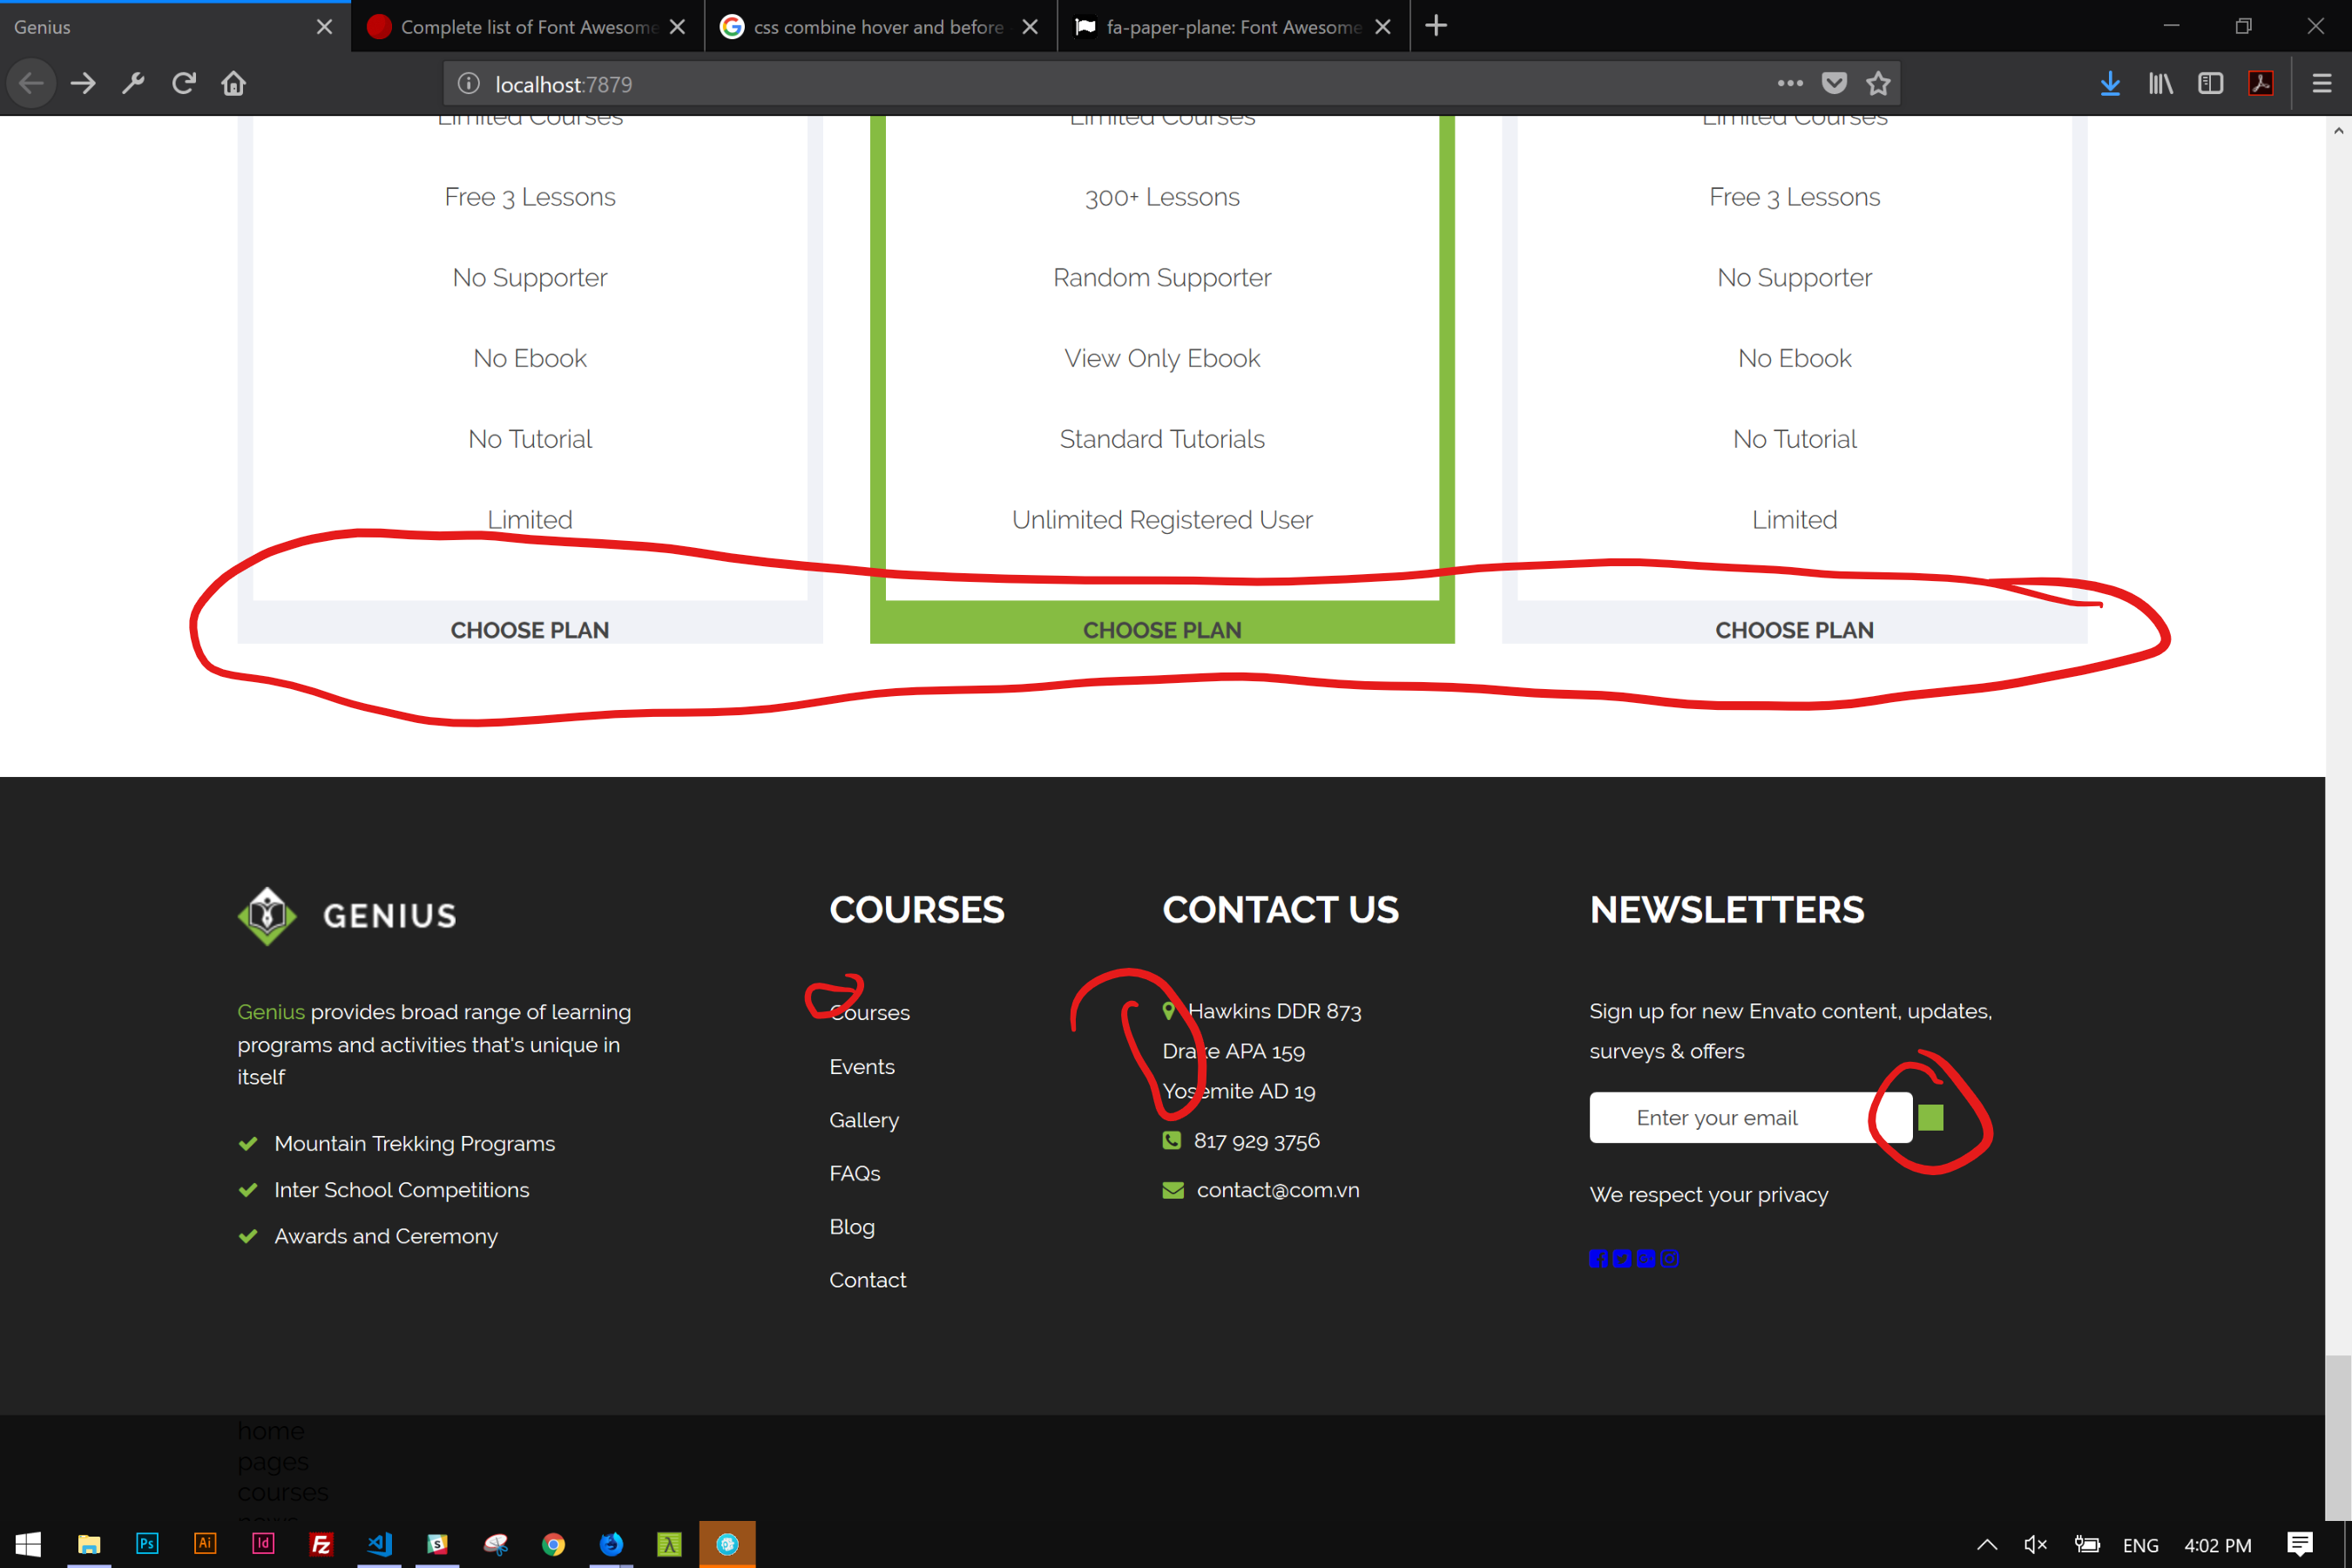 Genius
Complete list of Font Awesome
css combine hover and before
fa-paper-plane: Font Awesome
localhost:7879
Limited Courses Limited Courses Limited Courses
Free 3 Lessons 300+ Lessons Free 3 Lessons
No Supporter Random Supporter No Supporter
No Ebook View Only Ebook No Ebook
No Tutorial Standard Tutorials No Tutorial
Limited Unlimited Registered User Limited
CHOOSE PLAN CHOOSE PLAN CHOOSE PLAN
GENIUS
Genius provides broad range of learning
programs and activities that's unique in
itself
Mountain Trekking Programs
Inter School Competitions
Awards and Ceremony
COURSES
Courses
Events
Gallery
FAQs
Blog
Contact
CONTACT US
Hawkins DDR 873
Drake APA 159
Yosemite AD 19
817 929 3756
contact@com.vn
NEWSLETTERS
Sign up for new Envato content, updates,
surveys & offers
Enter your email
We respect your privacy
home
pages
courses
news
Ps Ai Id Fz
ENG 4:02 PM